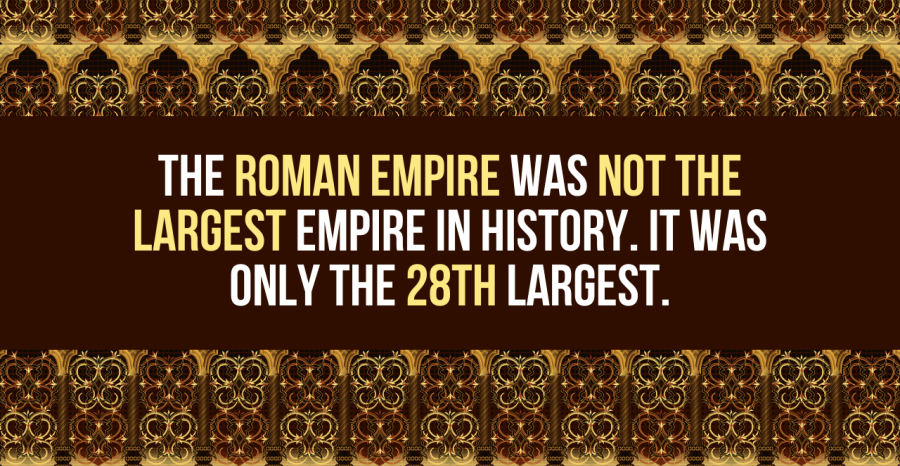 THE ROMAN EMPIRE WAS NOT THE
LARGEST EMPIRE IN HISTORY. IT WAS
ONLY THE 28TH LARGEST.